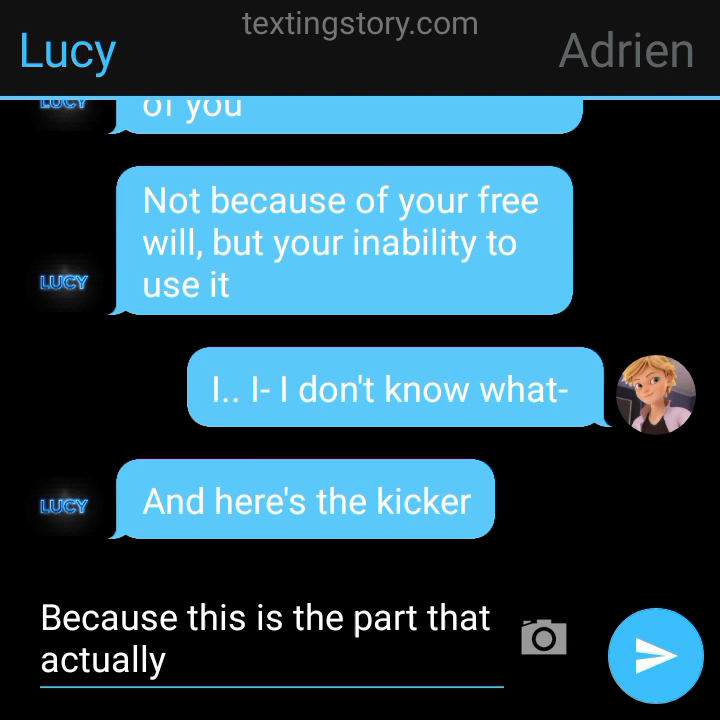 textingstory.com
Lucy
Adrien
LUCY
of you
Not because of your free
will, but your inability to
use it
LUCY
I.. I- I don't know what-
LUCY
And here's the kicker
Because this is the part that
actually